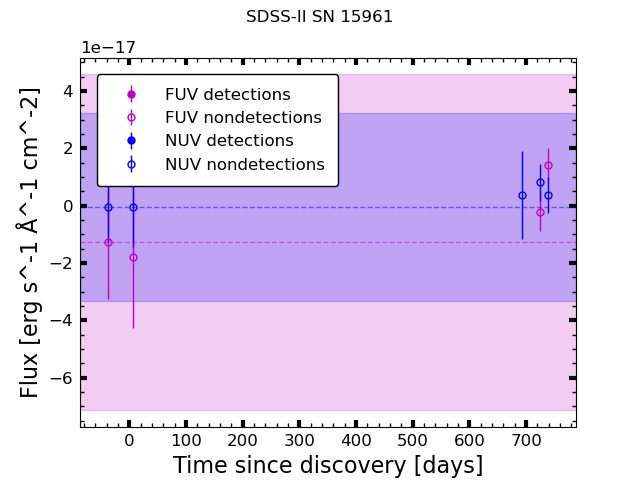 SDSS-II SN 15961
1e−17
FUV detections
FUV nondetections
NUV detections
NUV nondetections
4
2
0
−2
−4
−6
Flux [erg s^-1 Å^-1 cm^-2]
0 100 200 300 400 500 600 700
Time since discovery [days]